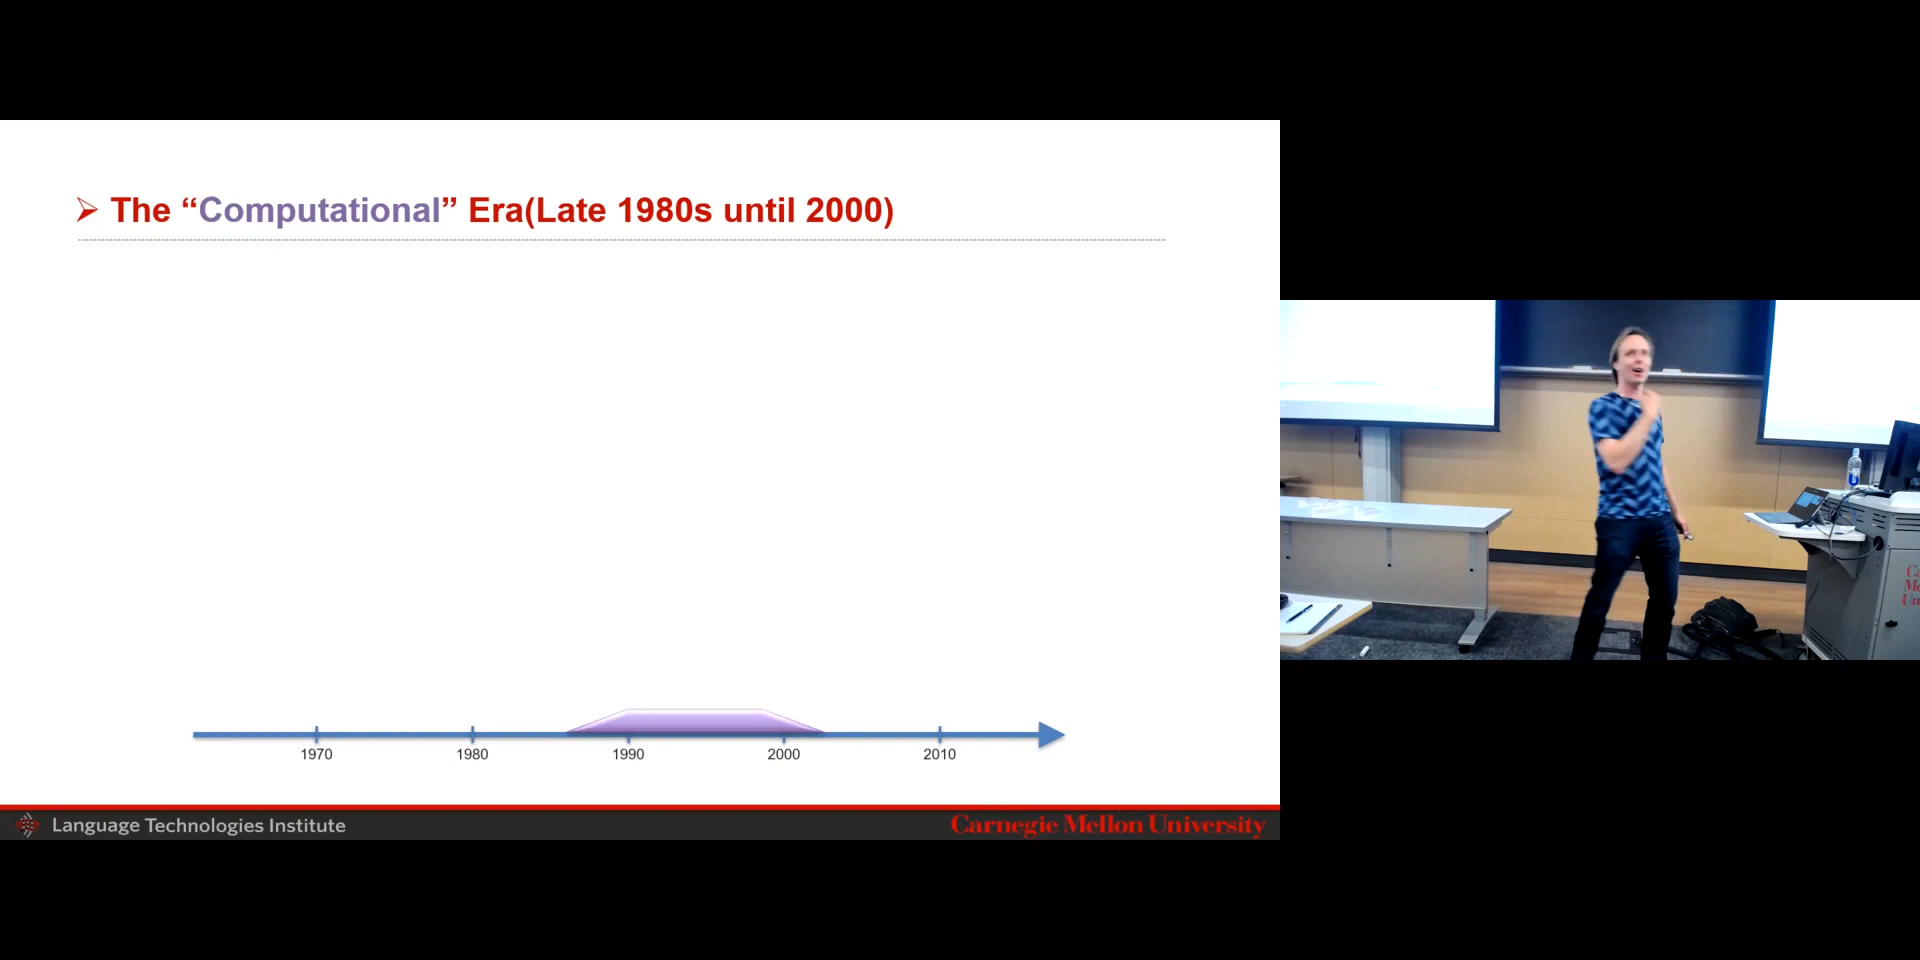 ➢ The “Computational” Era(Late 1980s until 2000)
1970 1980 1990 2000 2010
Language Technologies Institute
Carnegie Mellon University